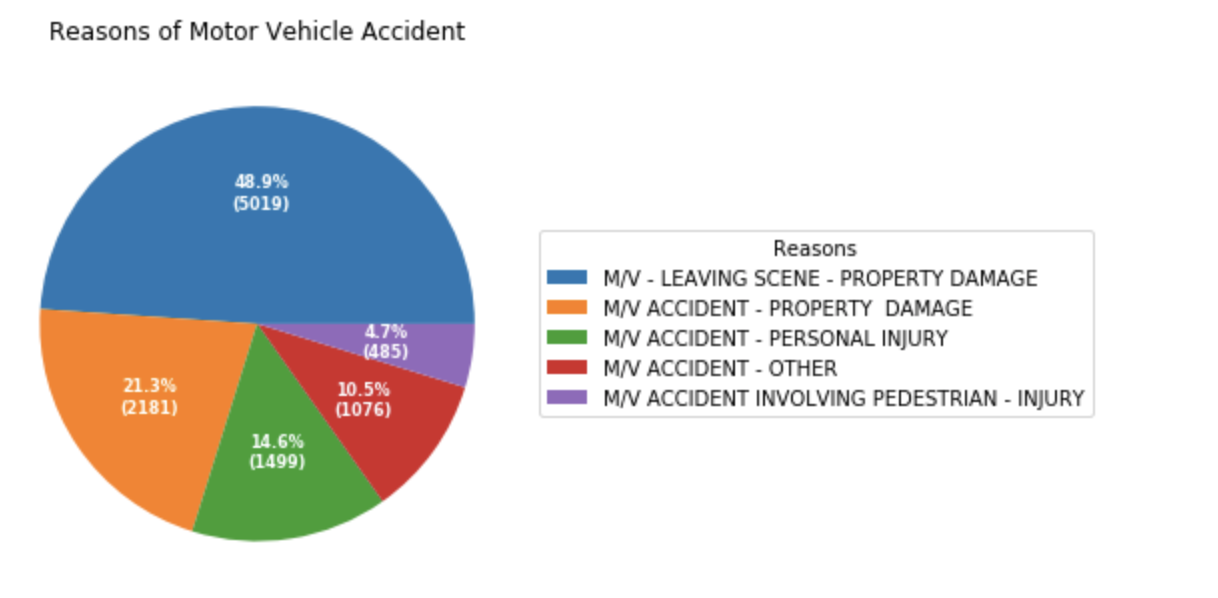 Reasons of Motor Vehicle Accident
48.9%
(5019)
4.7%
(485)
21.3%
(2181)
10.5%
(1076)
14.6%
(1499)
Reasons
M/V - LEAVING SCENE - PROPERTY DAMAGE
M/V ACCIDENT - PROPERTY  DAMAGE
M/V ACCIDENT - PERSONAL INJURY
M/V ACCIDENT - OTHER
M/V ACCIDENT INVOLVING PEDESTRIAN - INJURY